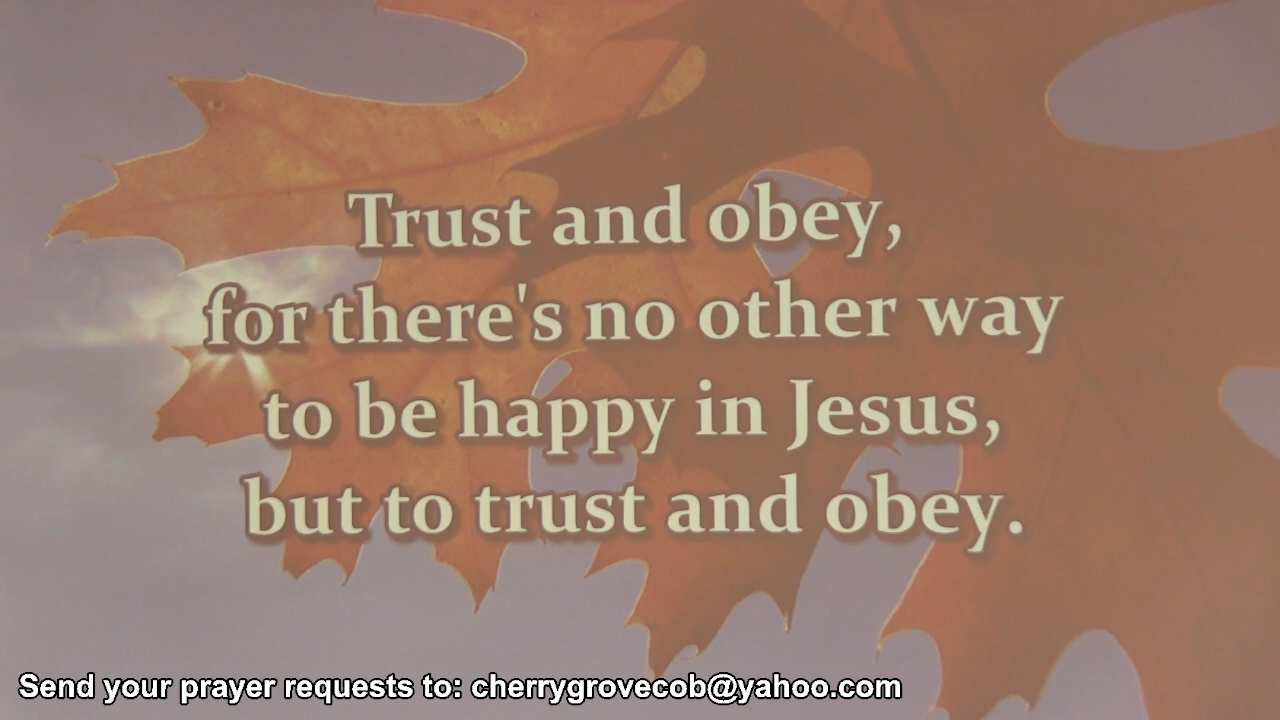 Trust and obey,
for there's no other way
to be happy in Jesus,
but to trust and obey.
Send your prayer requests to: cherrygrovecob@yahoo.com